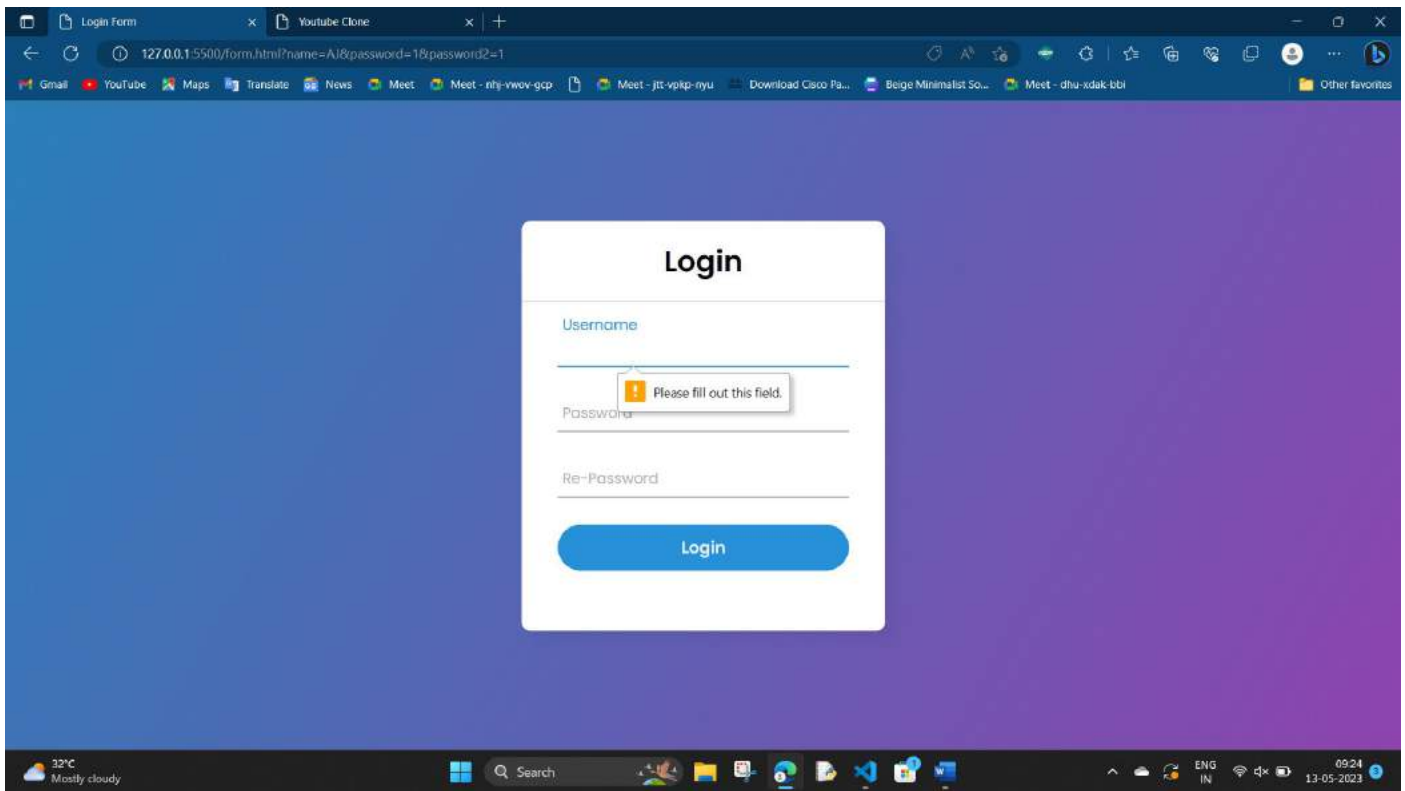 Login Form
Youtube Clone
127.0.0.1:5500/form.html?name=AJ&password=1&password2=1
Gmail YouTube Maps Translate News Meet Meet - nhj-vwov-gcp Meet - jtt-vpkp-nyu Download Cisco Pa... Beige Minimalist So... Meet - dhu-xdak-bbi Other favorites
Login
Username
Please fill out this field.
Password
Re-Password
Login
32°C
Mostly cloudy
Search
ENG
IN
09:24
13-05-2023
3